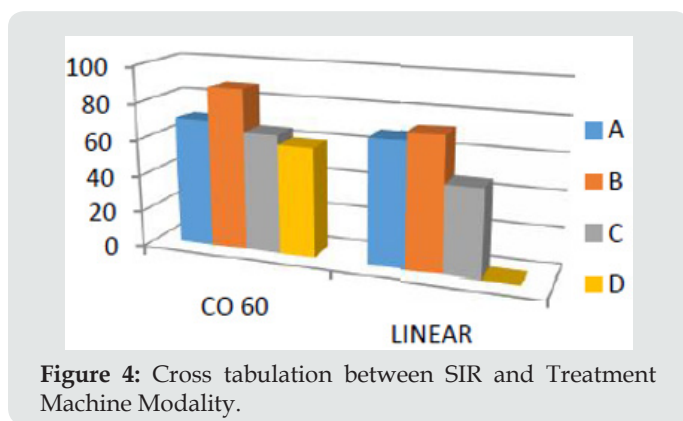 100
80
60
40
20
0
CO 60
LINEAR
A
B
C
D
Figure 4: Cross tabulation between SIR and Treatment
Machine Modality.